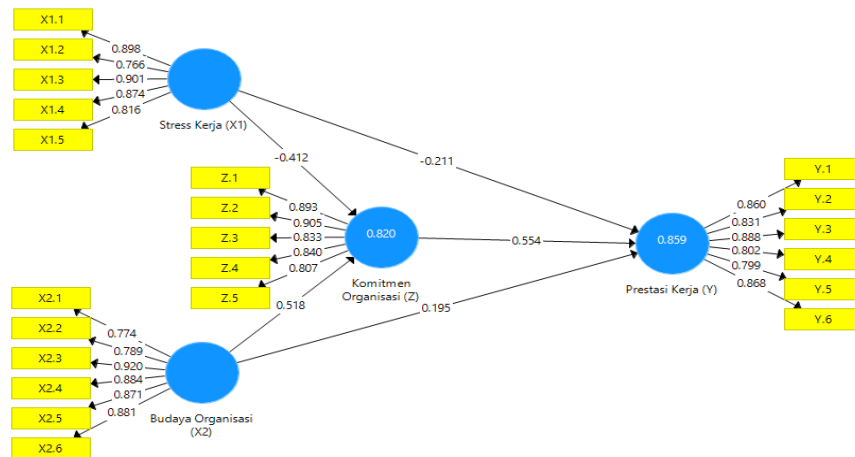 X1.1
X1.2
X1.3
X1.4
X1.5
0.898
0.766
0.901
0.874
0.816
Stress Kerja (X1)
-0.412
-0.211
Z.1
Z.2
Z.3
Z.4
Z.5
0.893
0.905
0.833
0.840
0.807
0.820
Komitmen
Organisasi (Z)
0.554
0.518
0.195
0.859
Prestasi Kerja (Y)
0.860
0.831
0.888
0.802
0.799
0.868
Y.1
Y.2
Y.3
Y.4
Y.5
Y.6
X2.1
X2.2
X2.3
X2.4
X2.5
X2.6
0.774
0.789
0.920
0.884
0.871
0.881
Budaya Organisasi
(X2)